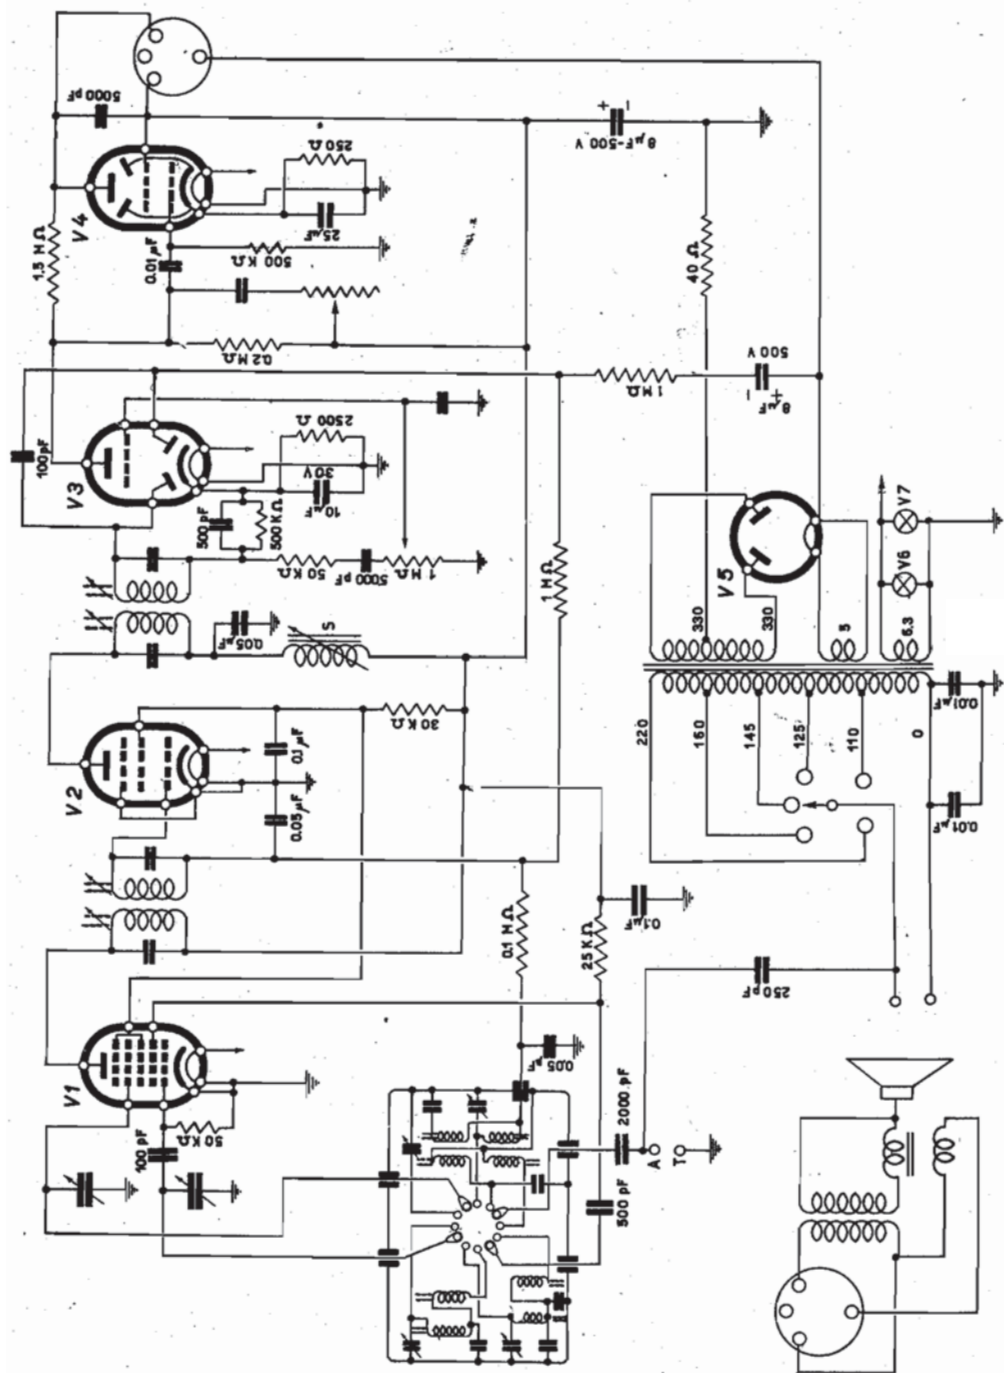 5000 pF
V4
1.5 MΩ
0.01 µF
250 Ω
25 µF
500 KΩ
0.2 MΩ
8 µF-500 V
+
−
40 Ω
1 MΩ
500 V
8 µF
−
+
100 pF
V3
2500 Ω
30 V
10 µF
500 pF
500 KΩ
50 KΩ
5000 pF
1 MΩ
0.05 µF
S
1 MΩ
V5
V7
V6
330
330
5
6.3
V2
30 KΩ
0.1 µF
0.05 µF
220
160
145
125
110
0
0.01 µF
0.01 µF
0.1 MΩ
25 KΩ
0.1 µF
250 pF
V1
100 pF
50 KΩ
0.05 µF
2000 pF
A
T
500 pF